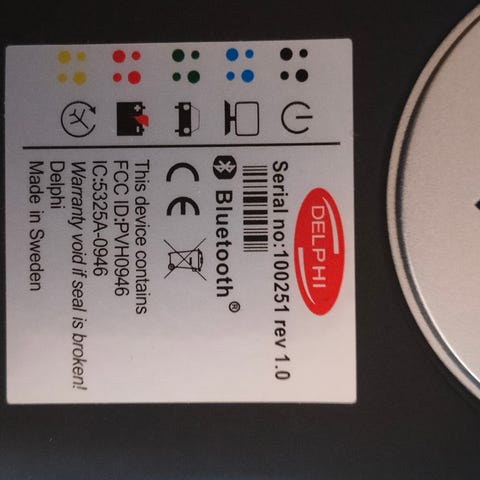 DELPHI
Serial no:100251 rev 1.0
Bluetooth®
CE
This device contains
FCC ID:PVH0946
IC:5325A-0946
Warranty void if seal is broken!
Delphi
Made in Sweden